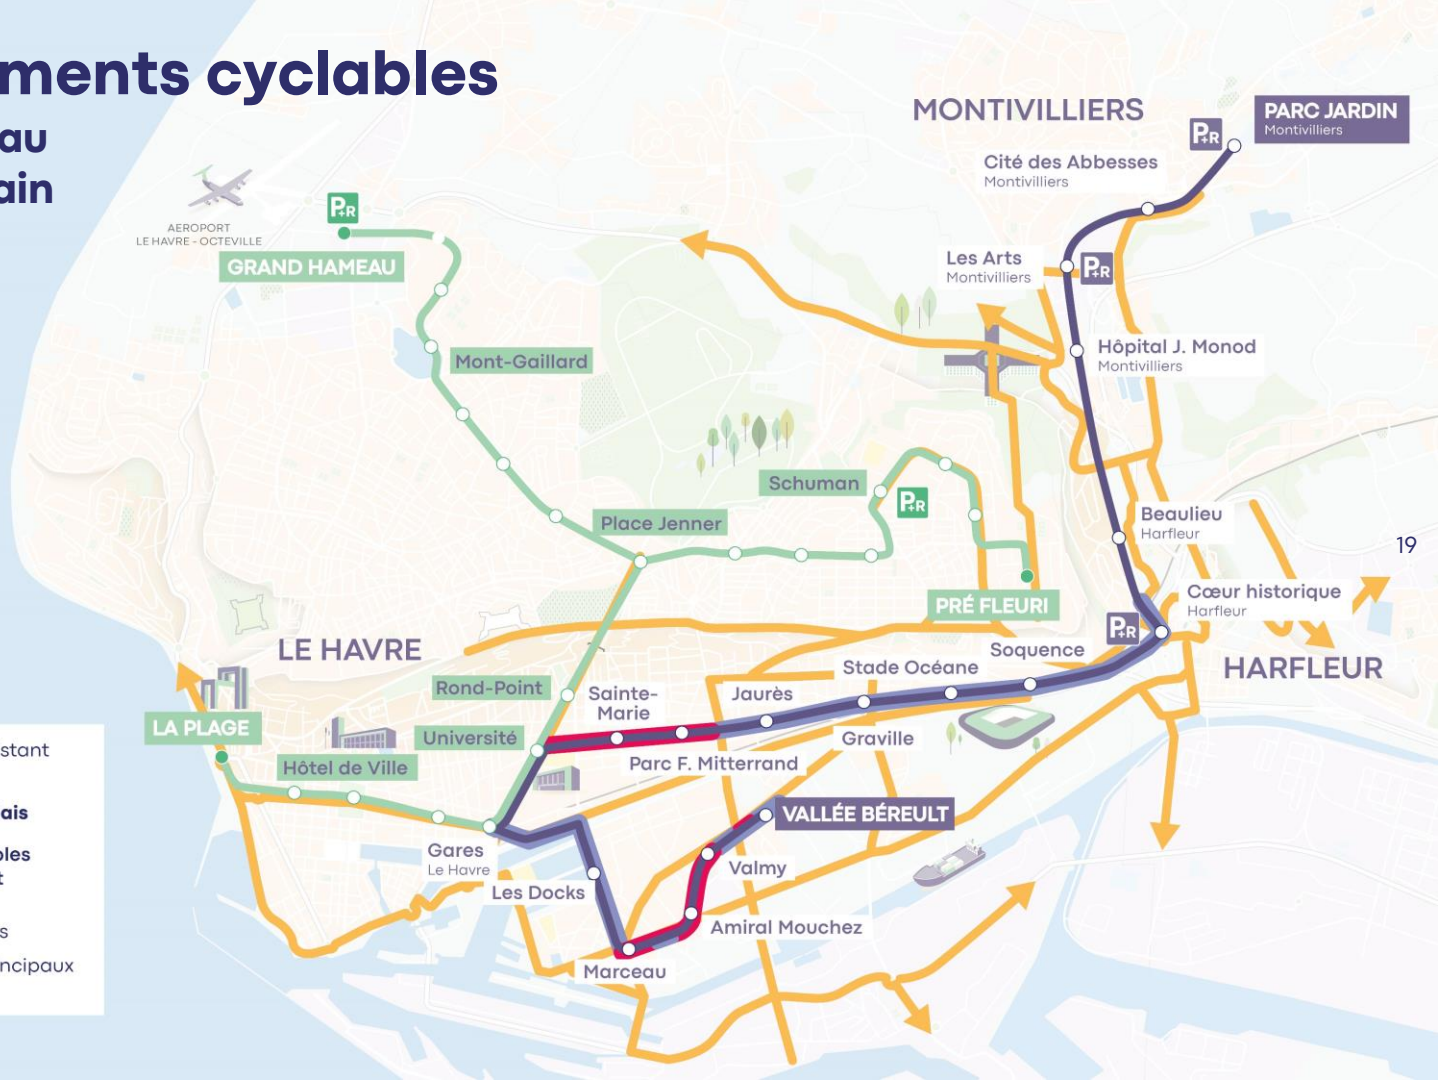 ments cyclables
au
ain
MONTIVILLIERS
PARC JARDIN
Montivilliers
P+R
Cité des Abbesses
Montivilliers
P+R
AEROPORT
LE HAVRE - OCTEVILLE
GRAND HAMEAU
Les Arts
Montivilliers
P+R
Hôpital J. Monod
Montivilliers
Mont-Gaillard
Schuman
P+R
Place Jenner
Beaulieu
Harfleur
19
PRÉ FLEURI
Cœur historique
Harfleur
P+R
LE HAVRE
Soquence
Stade Océane
HARFLEUR
Rond-Point
Sainte-
Marie
Jaurès
LA PLAGE
Université
Graville
Hôtel de Ville
Parc F. Mitterrand
VALLÉE BÉREULT
Gares
Le Havre
Valmy
Les Docks
Amiral Mouchez
Marceau
stant
ais
bles
t
s
ncipaux